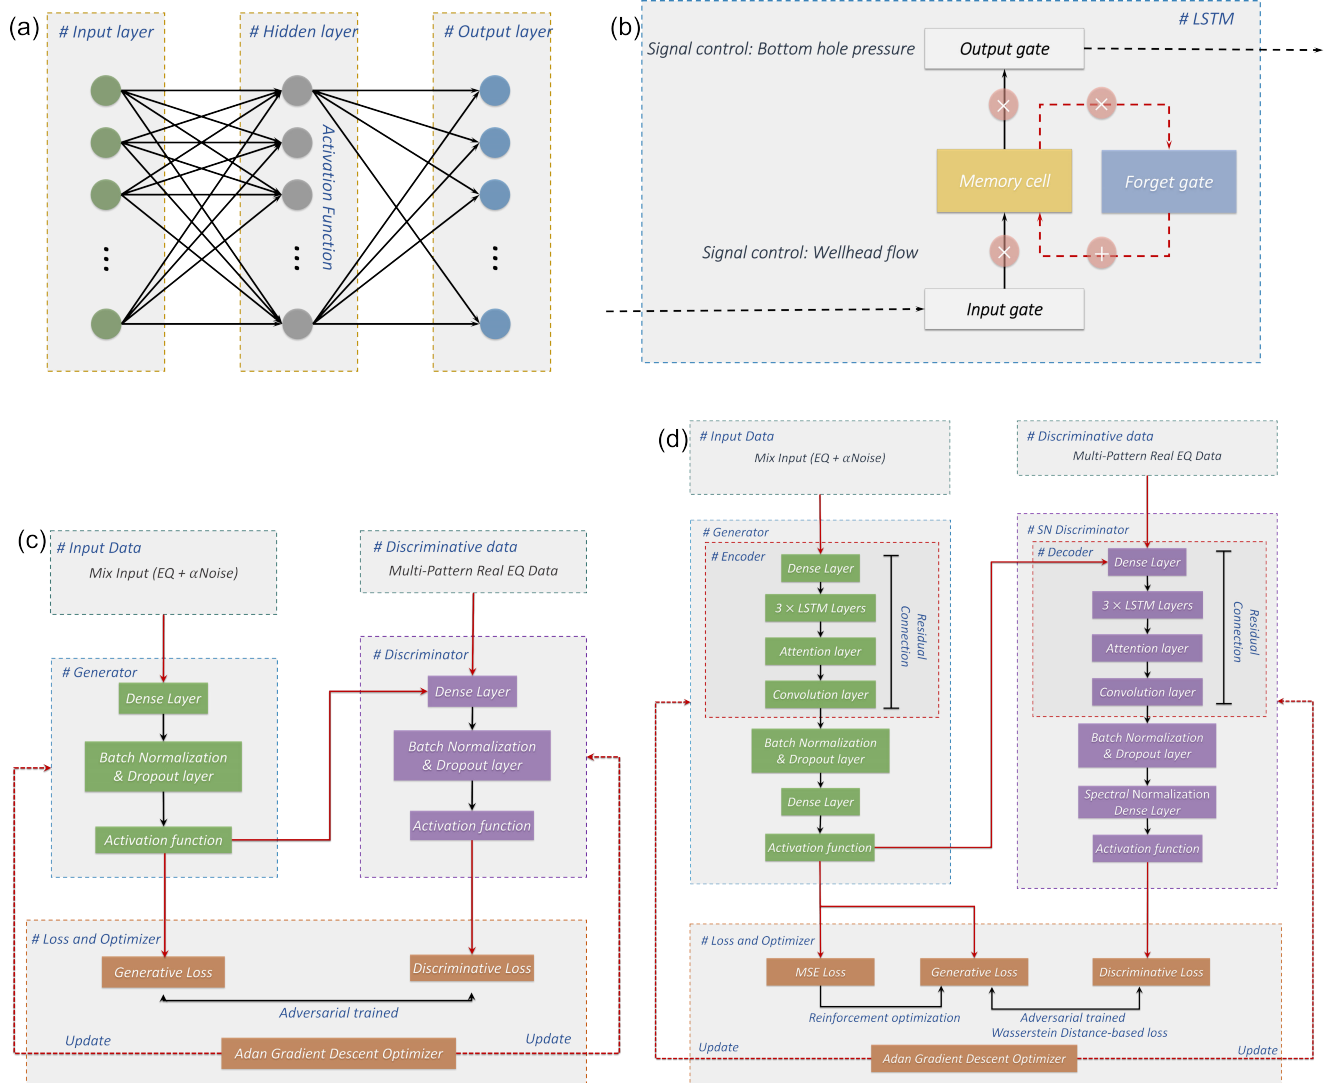 (a)
# Input layer
# Hidden layer
# Output layer
Activation Function
...
...
...
(b)
# LSTM
Signal control: Bottom hole pressure
Output gate
×
×
Memory cell
Forget gate
Signal control: Wellhead flow
×
+
Input gate
(c)
# Input Data
Mix Input (EQ + αNoise)
# Discriminative data
Multi-Pattern Real EQ Data
# Generator
Dense Layer
Batch Normalization
& Dropout layer
Activation function
# Discriminator
Dense Layer
Batch Normalization
& Dropout layer
Activation function
# Loss and Optimizer
Generative Loss
Discriminative Loss
Adversarial trained
Update
Update
Adan Gradient Descent Optimizer
(d)
# Input Data
Mix Input (EQ + αNoise)
# Discriminative data
Multi-Pattern Real EQ Data
# Generator
# Encoder
Dense Layer
3 × LSTM Layers
Attention layer
Convolution layer
Residual
Connection
Batch Normalization
& Dropout layer
Dense Layer
Activation function
# SN Discriminator
# Decoder
Dense Layer
3 × LSTM Layers
Attention layer
Convolution layer
Residual
Connection
Batch Normalization
& Dropout layer
Spectral Normalization
Dense Layer
Activation function
# Loss and Optimizer
MSE Loss
Generative Loss
Discriminative Loss
Reinforcement optimization
Adversarial trained
Wasserstein Distance-based loss
Update
Update
Adan Gradient Descent Optimizer